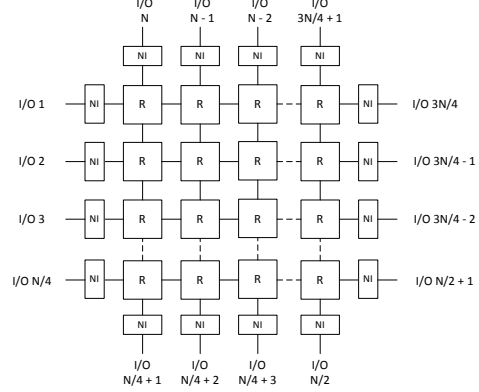 I/O I/O I/O I/O
N N - 1 N - 2 3N/4 + 1
NI NI NI NI
I/O 1 NI R R R R NI I/O 3N/4
I/O 2 NI R R R R NI I/O 3N/4 - 1
I/O 3 NI R R R R NI I/O 3N/4 - 2
I/O N/4 NI R R R R NI I/O N/2 + 1
NI NI NI NI
I/O I/O I/O I/O
N/4 + 1 N/4 + 2 N/4 + 3 N/2